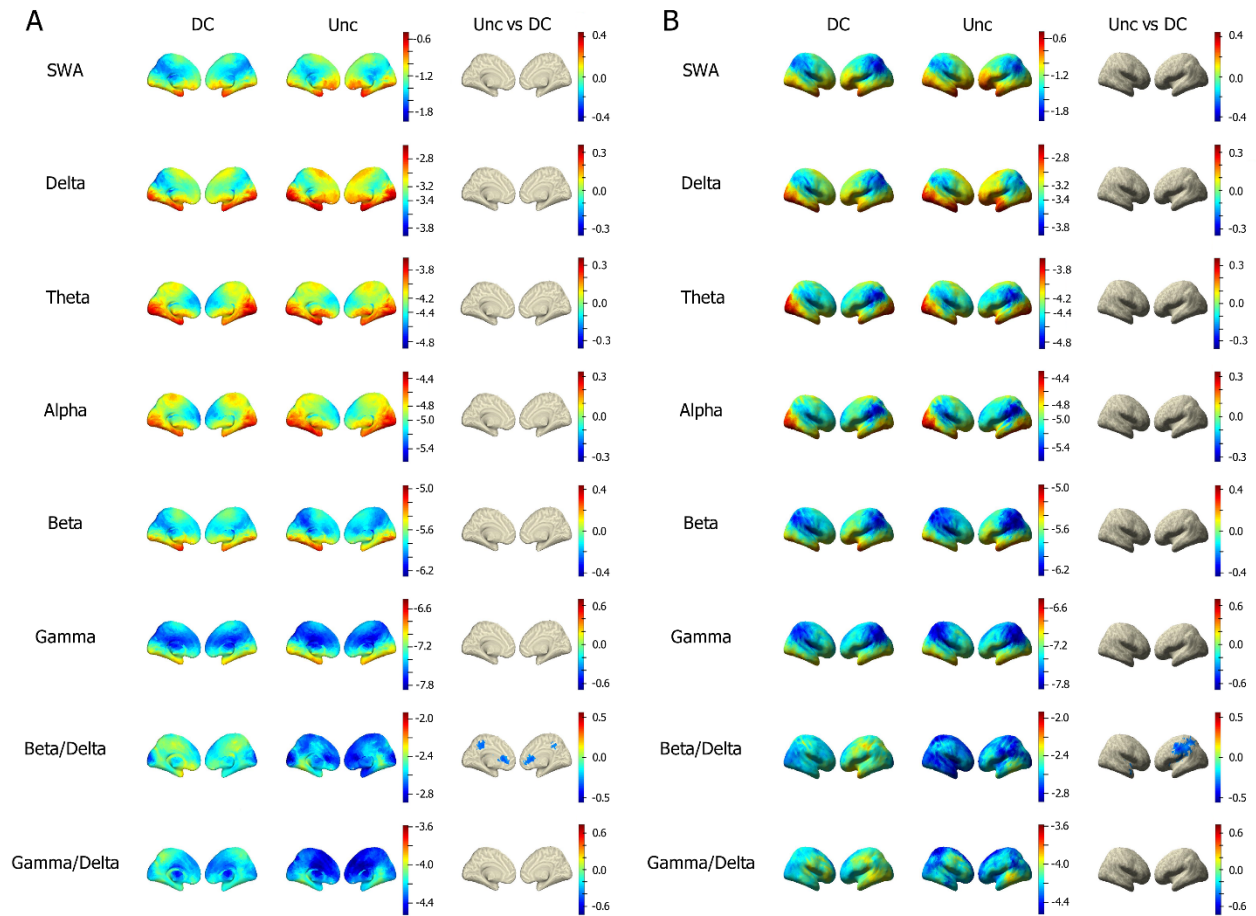 A B
DC Unc Unc vs DC DC Unc Unc vs DC
SWA -0.6 -1.2 -1.8 0.4 0.0 -0.4 SWA -0.6 -1.2 -1.8 0.4 0.0 -0.4
Delta -2.8 -3.2 -3.6 -3.8 0.3 0.0 -0.3 Delta -2.8 -3.2 -3.4 -3.8 0.3 0.0 -0.3
Theta -3.8 -4.2 -4.4 -4.8 0.3 0.0 -0.3 Theta -3.8 -4.2 -4.4 -4.8 0.3 0.0 -0.3
Alpha -4.4 -4.8 -5.0 -5.4 0.3 0.0 -0.3 Alpha -4.4 -4.8 -5.0 -5.4 0.3 0.0 -0.3
Beta -5.0 -5.6 -6.2 0.4 0.0 -0.4 Beta -5.0 -5.6 -6.2 0.4 0.0 -0.4
Gamma -6.6 -7.2 -7.8 0.6 0.0 -0.6 Gamma -6.6 -7.2 -7.8 0.6 0.0 -0.6
Beta/Delta -2.0 -2.4 -2.8 0.5 0.0 -0.5 Beta/Delta -2.0 -2.4 -2.8 0.5 0.0 -0.5
Gamma/Delta -3.6 -4.0 -4.4 0.6 0.0 -0.6 Gamma/Delta -3.6 -4.0 -4.4 0.6 0.0 -0.6